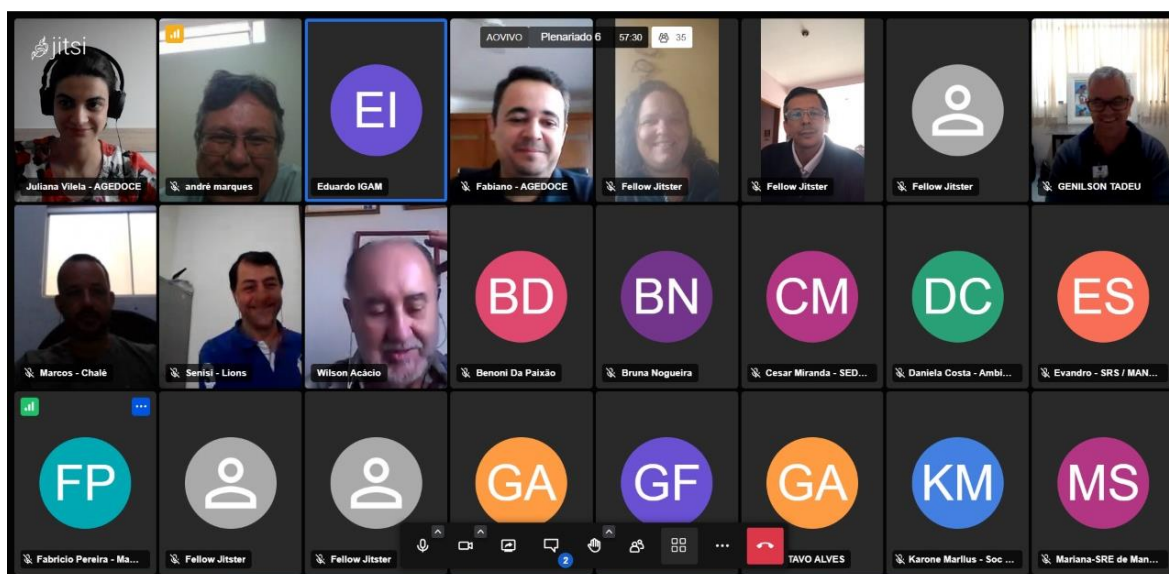 jitsi
AOVIVO Plenariado 6 57:30 35
EI
Juliana Vilela - AGEDOCE
andré marques
Eduardo IGAM
Fabiano - AGEDOCE
Fellow Jitster
Fellow Jitster
Fellow Jitster
GENILSON TADEU
BD
BN
CM
DC
ES
Marcos - Chalé
Senisi - Lions
Wilson Acácio
Benoni Da Paixão
Bruna Nogueira
Cesar Miranda - SED...
Daniela Costa - Ambi...
Evandro - SRS / MAN...
FP
GA
GF
GA
KM
MS
Fabricio Pereira - Ma...
Fellow Jitster
Fellow Jitster
TAVO ALVES
Karone Marllus - Soc ...
Mariana-SRE de Man...
2